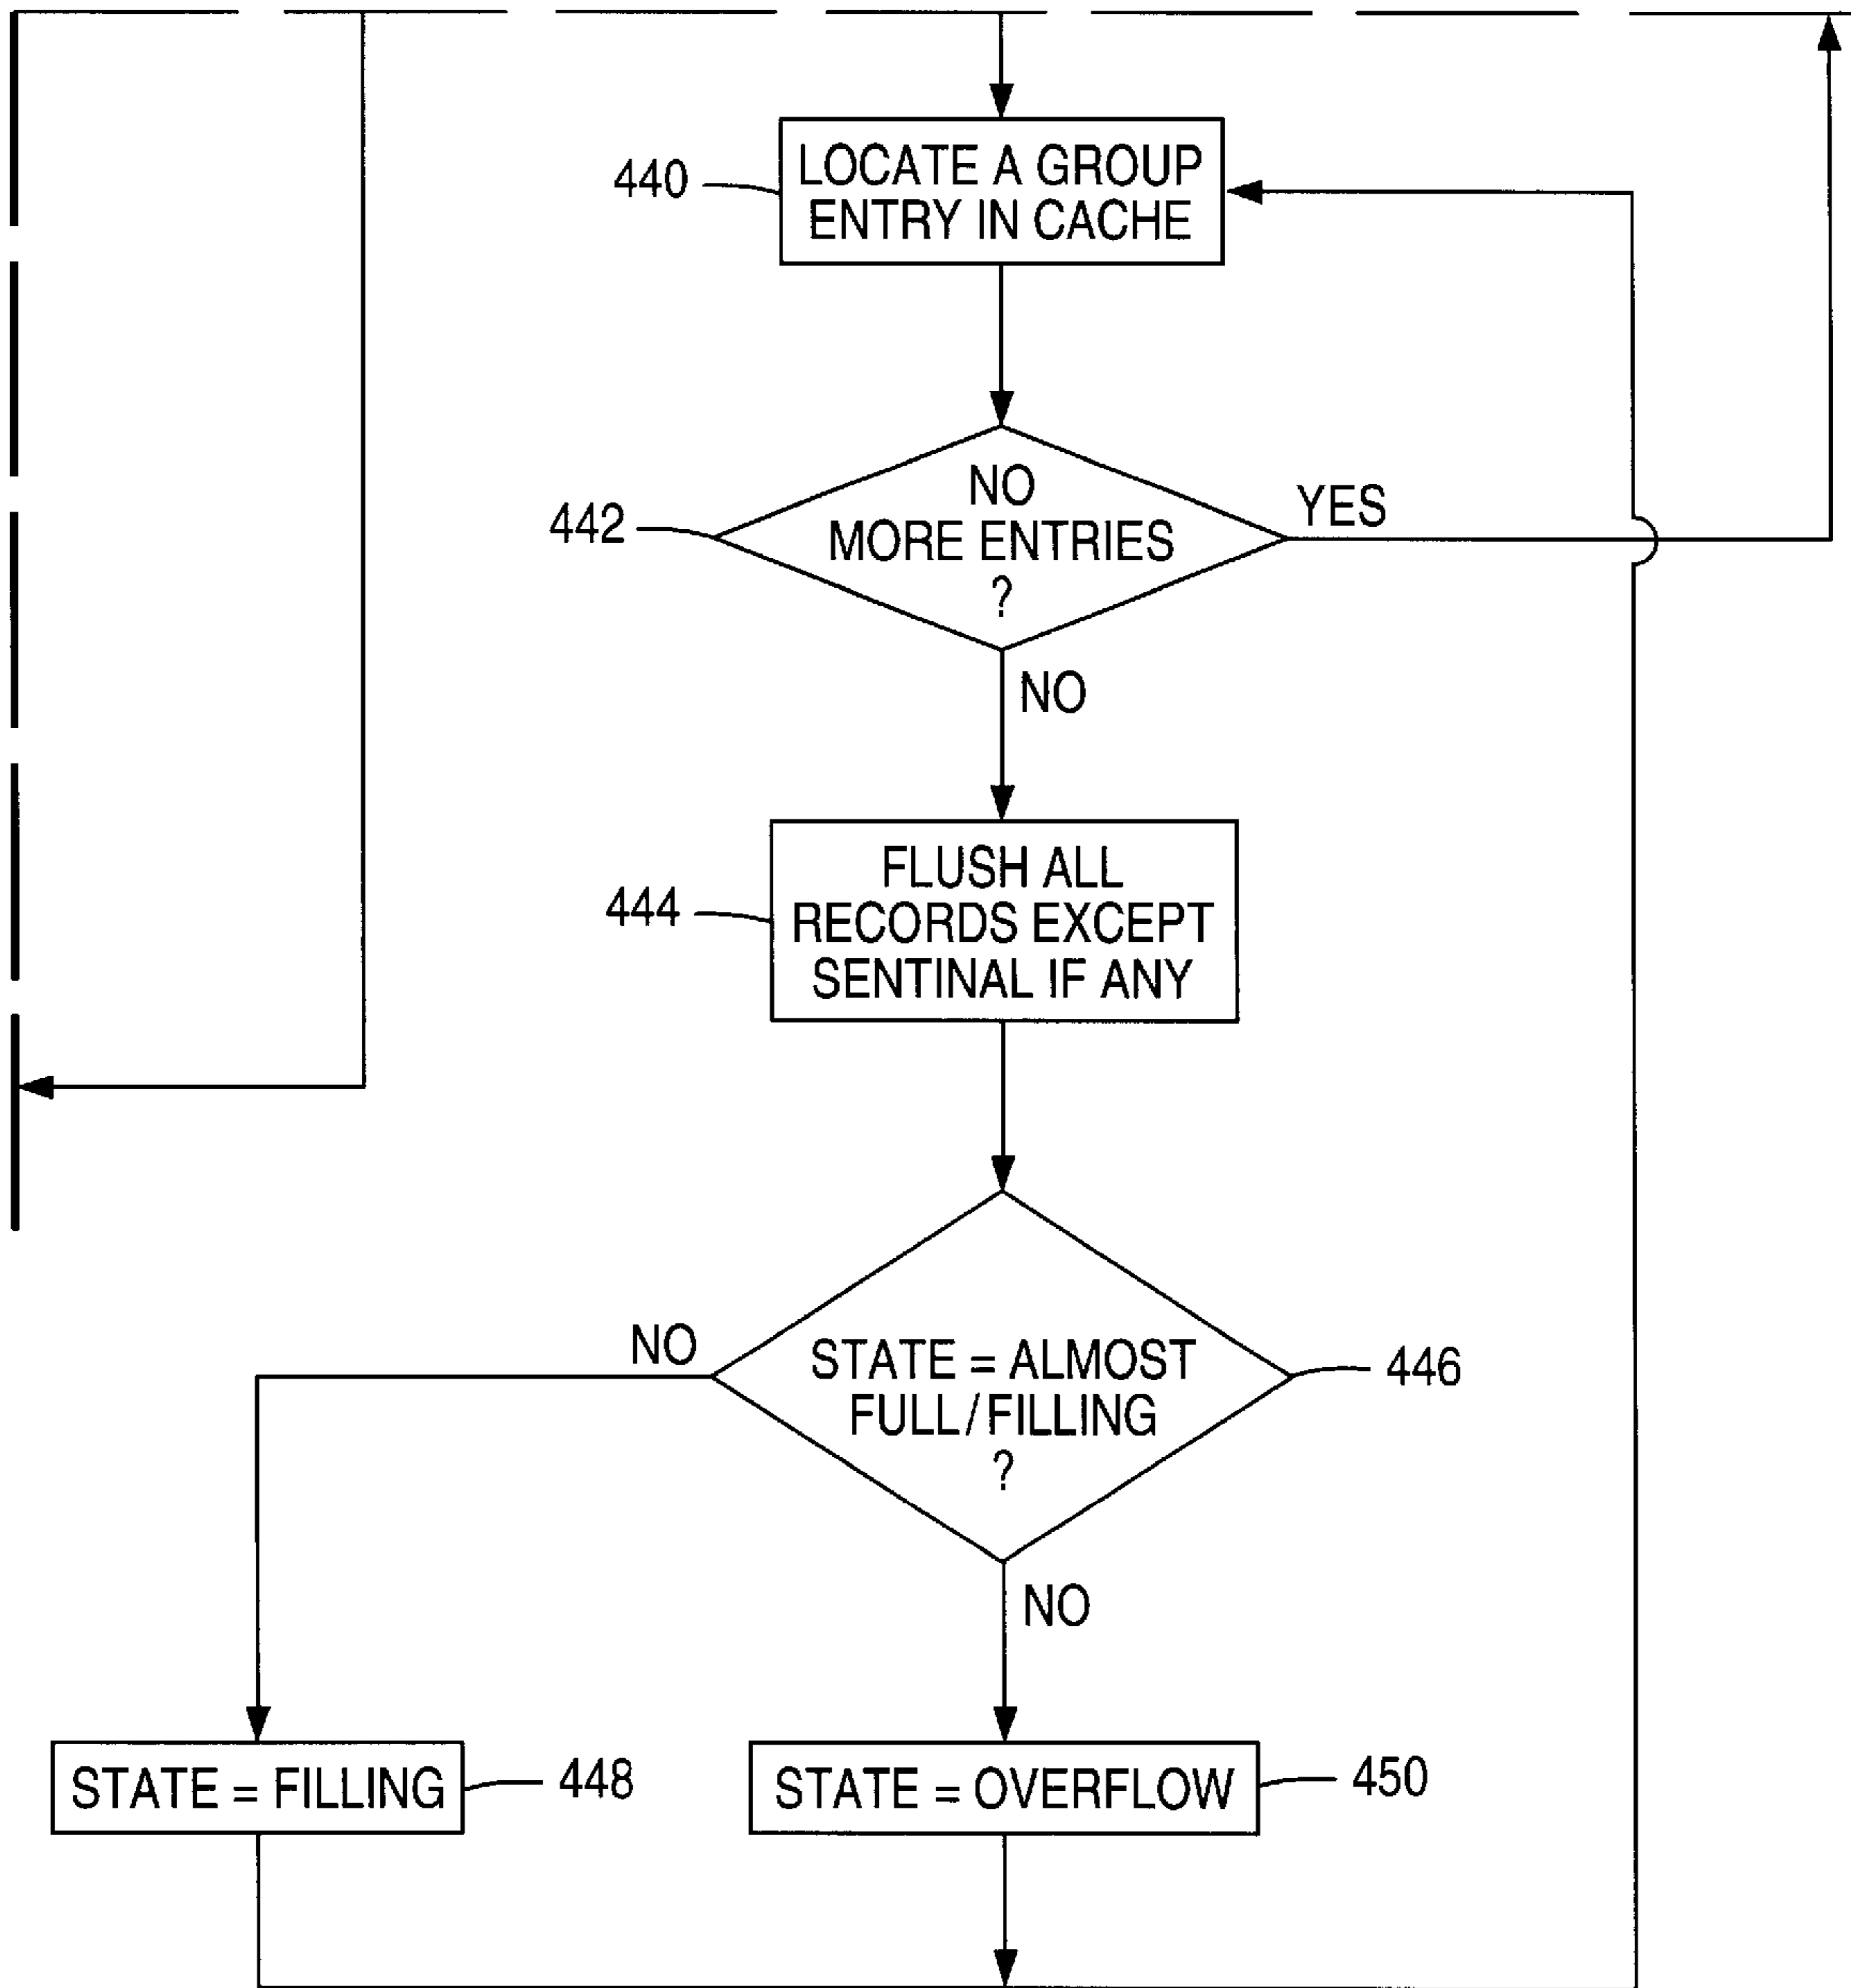 LOCATE A GROUP
ENTRY IN CACHE
440
NO
MORE ENTRIES
?
442
YES
NO
FLUSH ALL
RECORDS EXCEPT
SENTINAL IF ANY
444
NO
STATE = ALMOST
FULL/FILLING
?
446
NO
STATE = FILLING
448
STATE = OVERFLOW
450